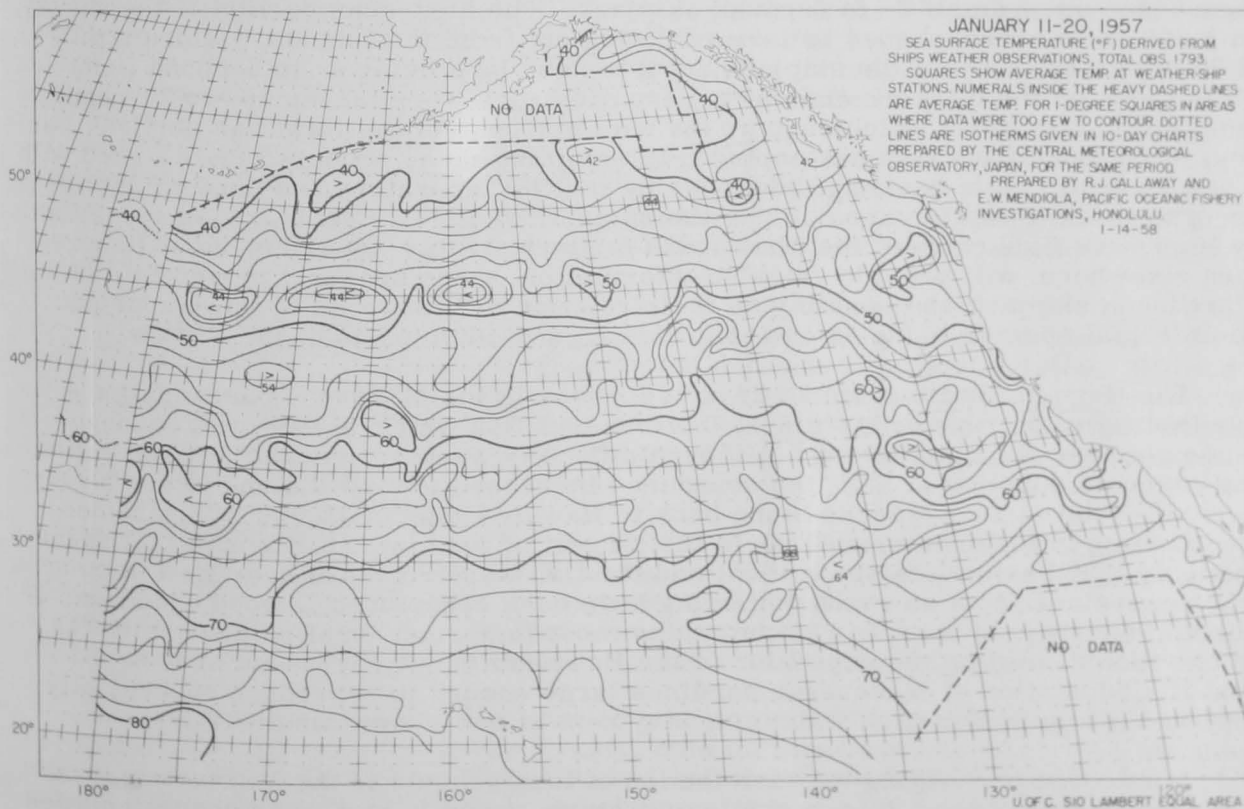 JANUARY 11-20, 1957
SEA SURFACE TEMPERATURE (°F) DERIVED FROM
SHIPS WEATHER OBSERVATIONS, TOTAL OBS. 1793.
SQUARES SHOW AVERAGE TEMP. AT WEATHER-SHIP
STATIONS. NUMERALS INSIDE THE HEAVY DASHED LINES
ARE AVERAGE TEMP. FOR 1-DEGREE SQUARES IN AREAS
WHERE DATA WERE TOO FEW TO CONTOUR. DOTTED
LINES ARE ISOTHERMS GIVEN IN 10-DAY CHARTS
PREPARED BY THE CENTRAL METEOROLOGICAL
OBSERVATORY, JAPAN, FOR THE SAME PERIOD.
PREPARED BY R.J. CALLAWAY AND
E.W. MENDIOLA, PACIFIC OCEANIC FISHERY
INVESTIGATIONS, HONOLULU.
1-14-58
40
NO DATA
40
42
42
50°
40
40
44
40
40
50
50
44
44
50
50
40°
54
60
60
60
60
60
60
60
30°
64
70
NO DATA
70
20°
80
180°
170°
160°
150°
140°
130°
120°
U OF C. SIO LAMBERT EQUAL AREA